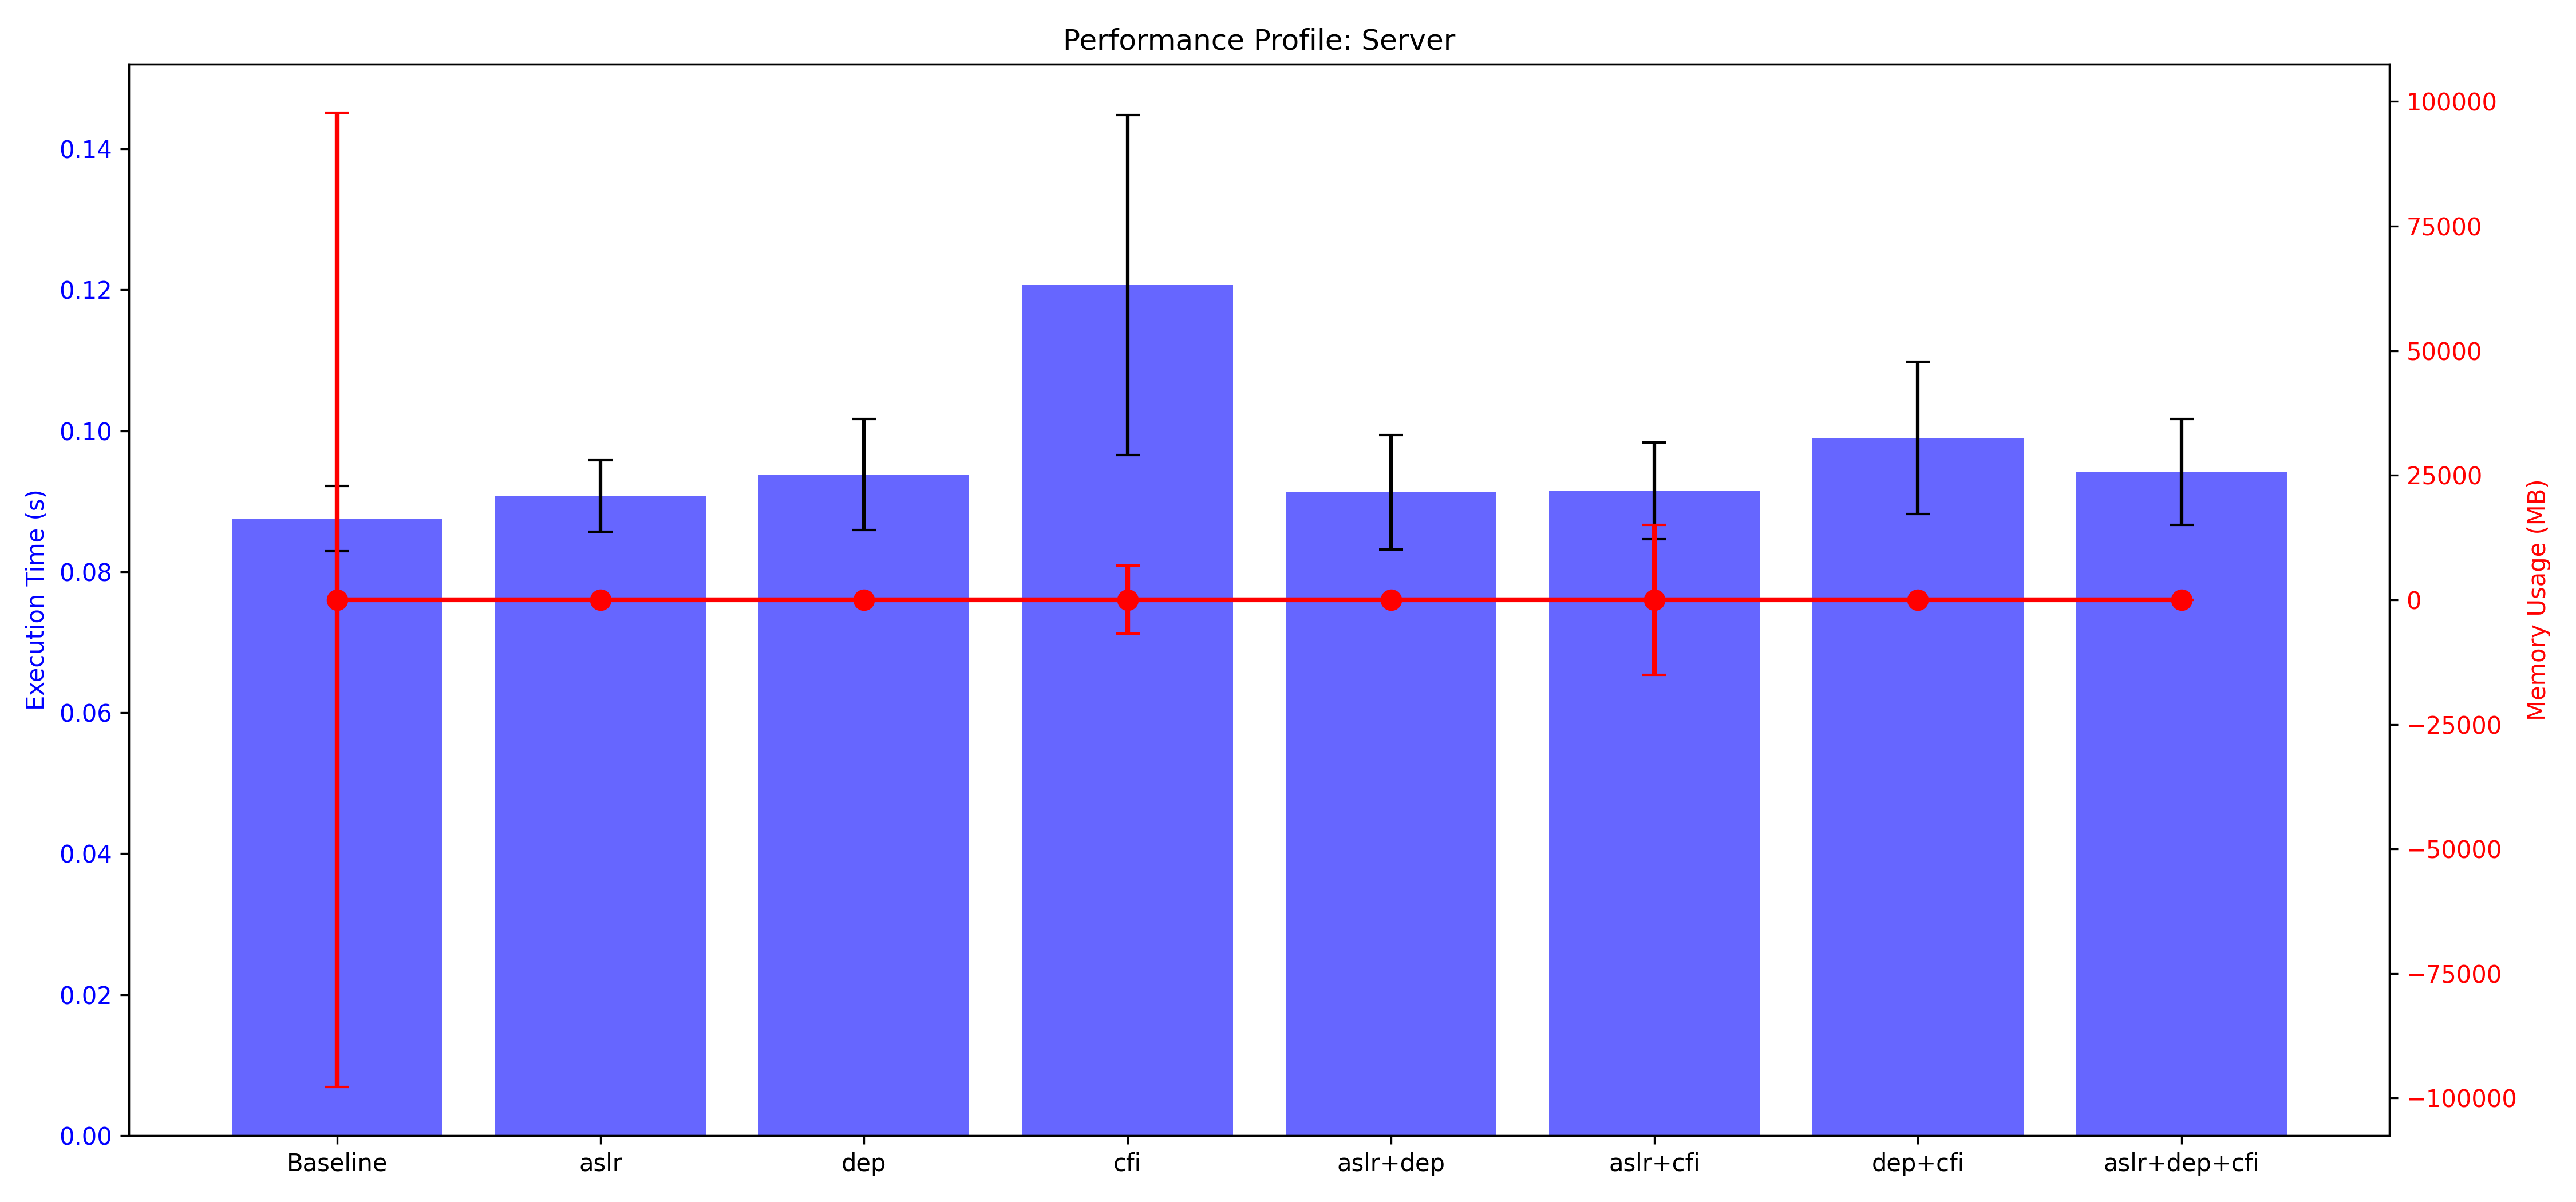 Performance Profile: Server
Execution Time (s)
0.14
0.12
0.10
0.08
0.06
0.04
0.02
0.00
100000
75000
50000
25000
0
−25000
−50000
−75000
−100000
Memory Usage (MB)
Baseline
aslr
dep
cfi
aslr+dep
aslr+cfi
dep+cfi
aslr+dep+cfi